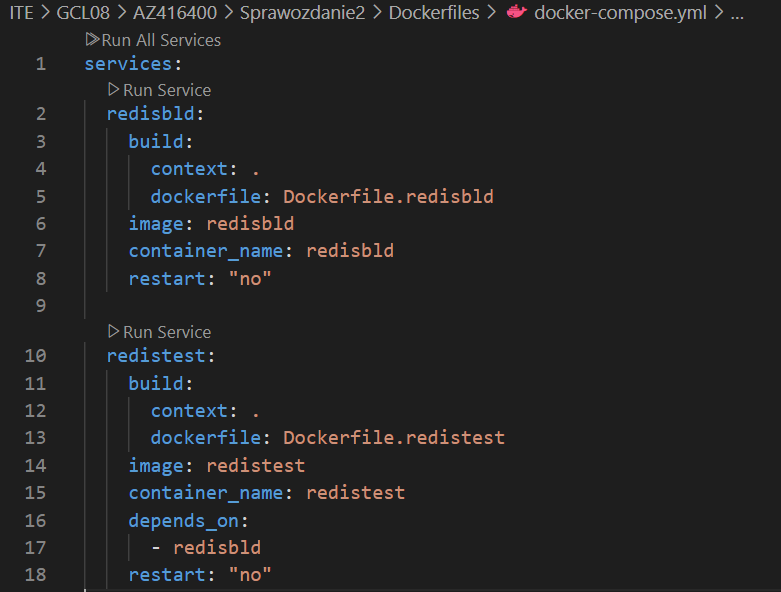 ITE > GCL08 > AZ416400 > Sprawozdanie2 > Dockerfiles > docker-compose.yml > ...
Run All Services
1 services:
Run Service
2 redisbld:
3 build:
4 context: .
5 dockerfile: Dockerfile.redisbld
6 image: redisbld
7 container_name: redisbld
8 restart: "no"
9
Run Service
10 redistest:
11 build:
12 context: .
13 dockerfile: Dockerfile.redistest
14 image: redistest
15 container_name: redistest
16 depends_on:
17 - redisbld
18 restart: "no"